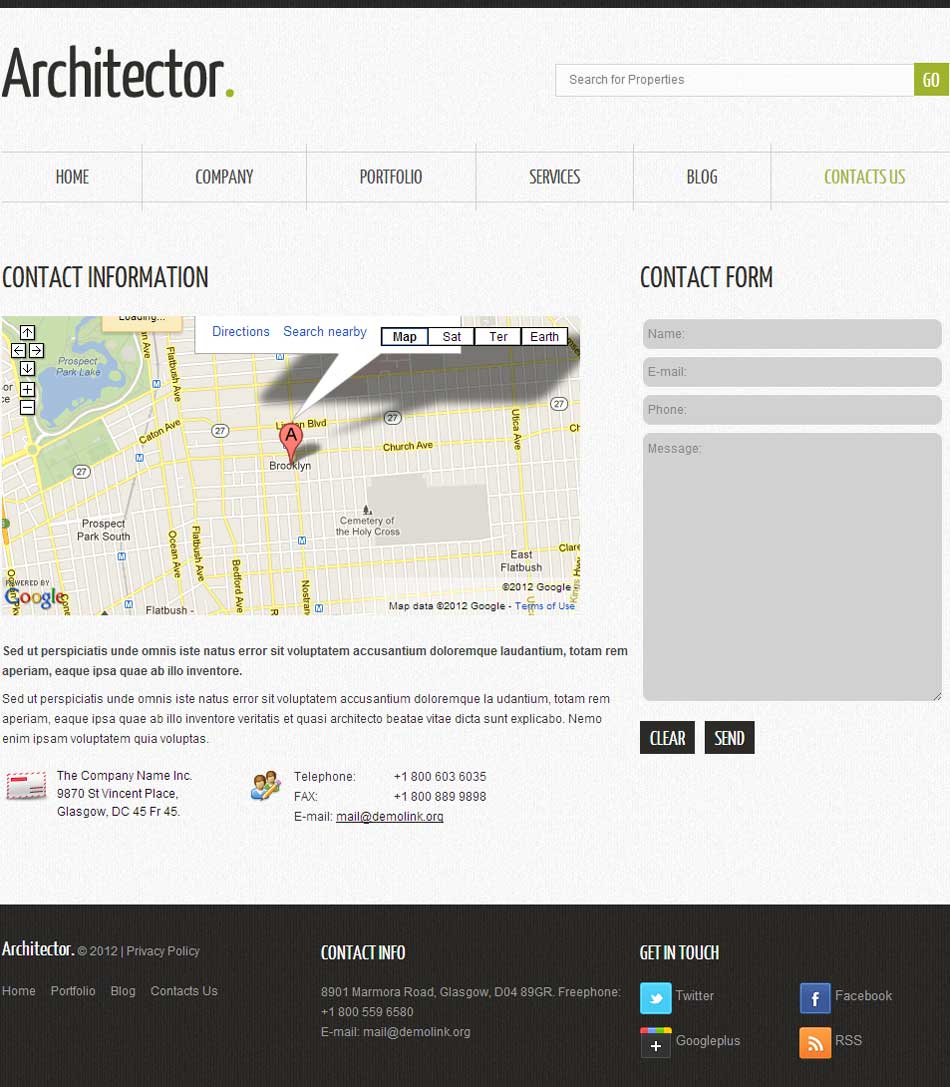 Architector.
Search for Properties
GO
HOME
COMPANY
PORTFOLIO
SERVICES
BLOG
CONTACTS US
CONTACT INFORMATION
CONTACT FORM
Loading...
Directions
Search nearby
Map
Sat
Ter
Earth
Prospect
Park Lake
Flatbush Ave
Caton Ave
27
27
27
27
A
Brooklyn
Church Ave
Utica Ave
Cemetery of
the Holy Cross
Prospect
Park South
Ocean Ave
Flatbush Ave
Bedford Ave
East
Flatbush
Flatbush -
POWERED BY
Google
©2012 Google
Map data ©2012 Google - Terms of Use
Name:
E-mail:
Phone:
Message:
CLEAR
SEND
Sed ut perspiciatis unde omnis iste natus error sit voluptatem accusantium doloremque laudantium, totam rem
aperiam, eaque ipsa quae ab illo inventore.
Sed ut perspiciatis unde omnis iste natus error sit voluptatem accusantium doloremque la udantium, totam rem
aperiam, eaque ipsa quae ab illo inventore veritatis et quasi architecto beatae vitae dicta sunt explicabo. Nemo
enim ipsam voluptatem quia voluptas.
The Company Name Inc.
9870 St Vincent Place,
Glasgow, DC 45 Fr 45.
Telephone: +1 800 603 6035
FAX: +1 800 889 9898
E-mail: mail@demolink.org
Architector. © 2012 | Privacy Policy
Home
Portfolio
Blog
Contacts Us
CONTACT INFO
8901 Marmora Road, Glasgow, D04 89GR. Freephone:
+1 800 559 6580
E-mail: mail@demolink.org
GET IN TOUCH
Twitter
Facebook
Googleplus
RSS